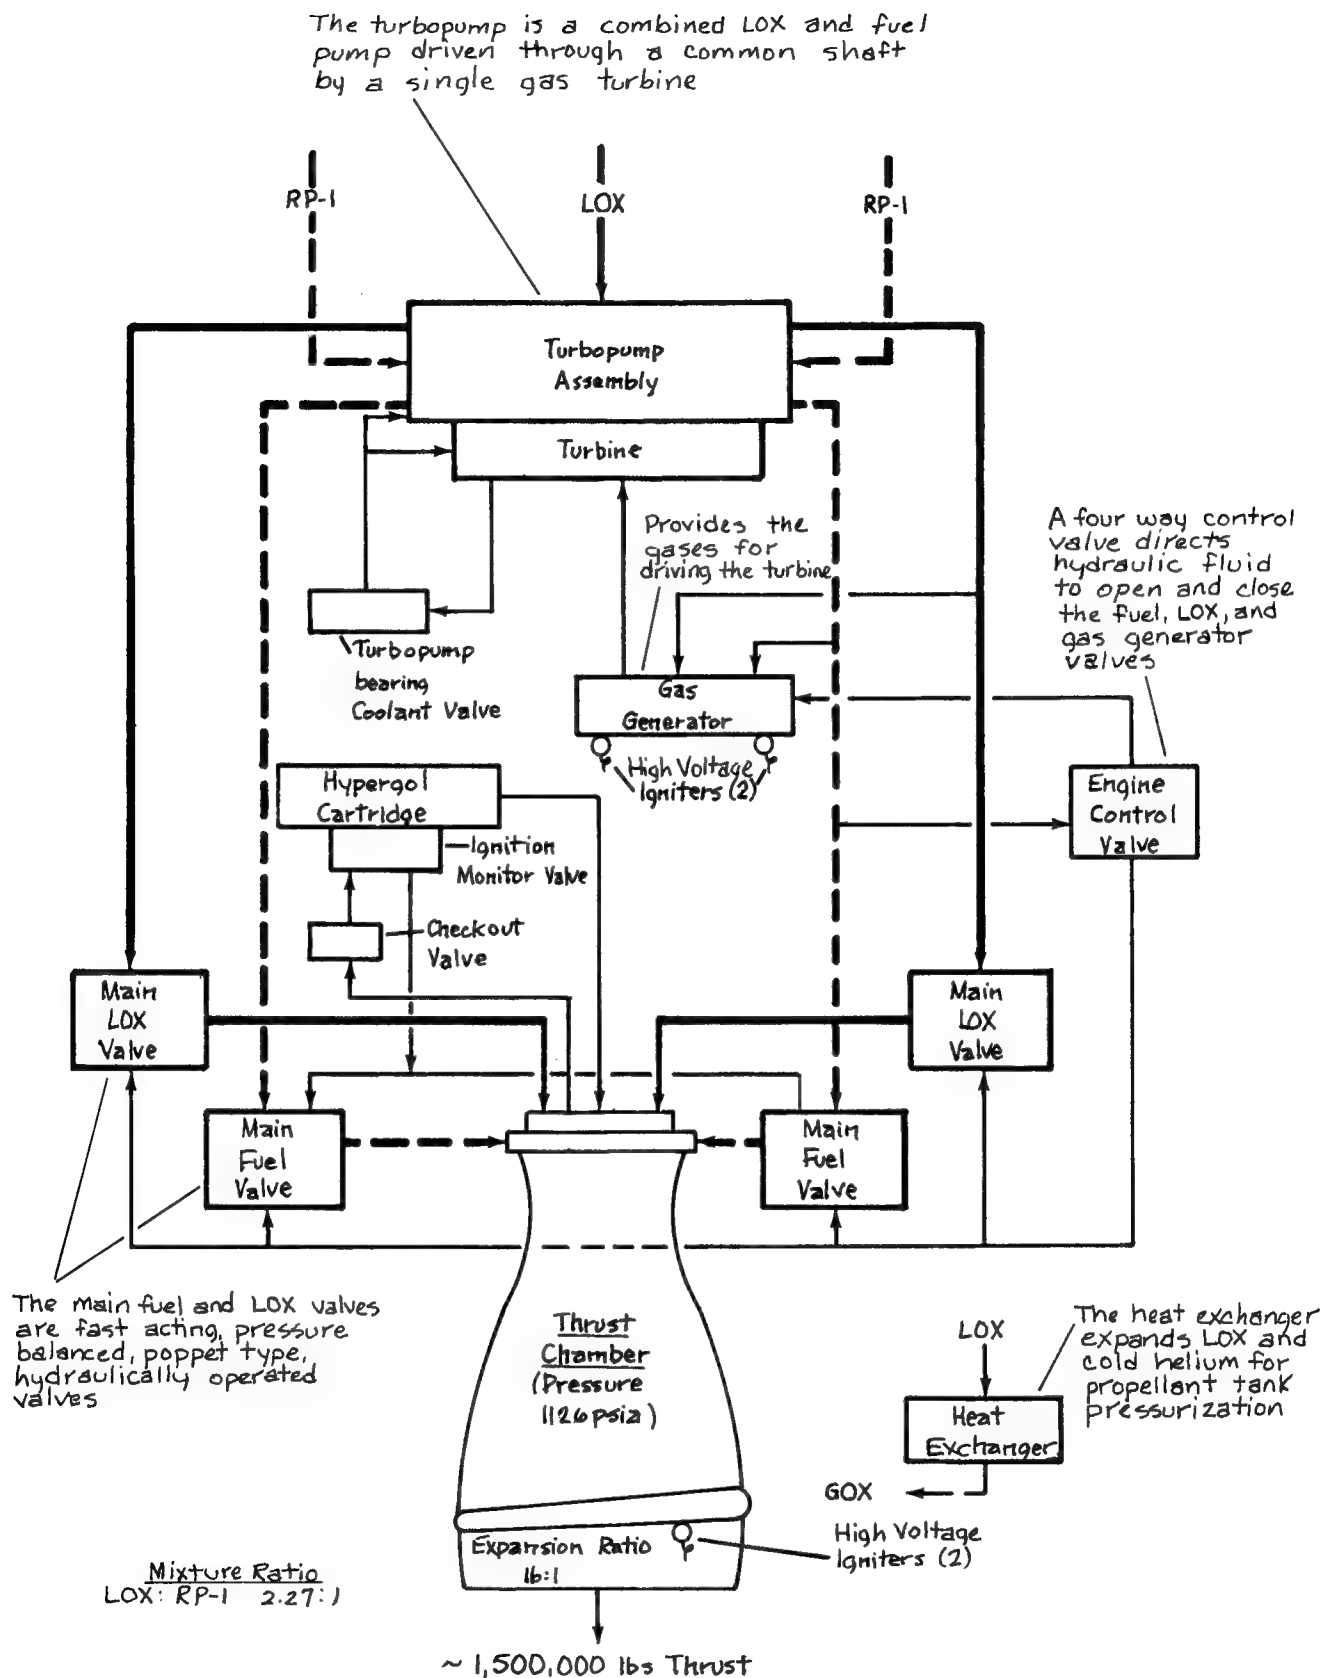 The turbopump is a combined LOX and fuel
pump driven through a common shaft
by a single gas turbine
RP-1
LOX
RP-1
Turbopump
Assembly
Turbine
Provides the
gases for
driving the turbine
A four way control
valve directs
hydraulic fluid
to open and close
the fuel, LOX, and
gas generator
valves
Turbopump
bearing
Coolant Valve
Gas
Generator
High Voltage
Igniters (2)
Hypergol
Cartridge
Ignition
Monitor Valve
Engine
Control
Valve
Checkout
Valve
Main
LOX
Valve
Main
LOX
Valve
Main
Fuel
Valve
Main
Fuel
Valve
The main fuel and LOX valves
are fast acting, pressure
balanced, poppet type,
hydraulically operated
valves
Thrust
Chamber
(Pressure
1126 psia)
LOX
The heat exchanger
expands LOX and
cold helium for
propellant tank
pressurization
Heat
Exchanger
GOX
High Voltage
Igniters (2)
Expansion Ratio
16:1
Mixture Ratio
LOX: RP-1 2.27:1
~ 1,500,000 lbs Thrust